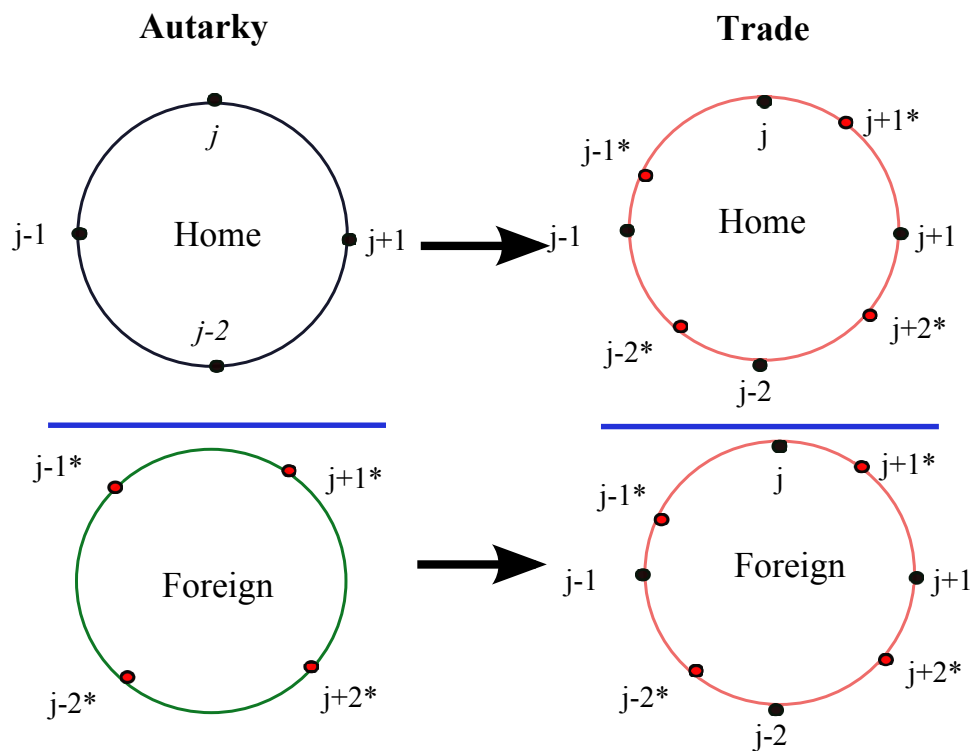 Autarky
Trade
j
j-1
Home
j+1
j-2
j
j+1*
j-1*
Home
j-1
j+1
j-2*
j+2*
j-2
j-1*
j+1*
Foreign
j-2*
j+2*
j
j+1*
j-1*
Foreign
j-1
j+1
j-2*
j+2*
j-2